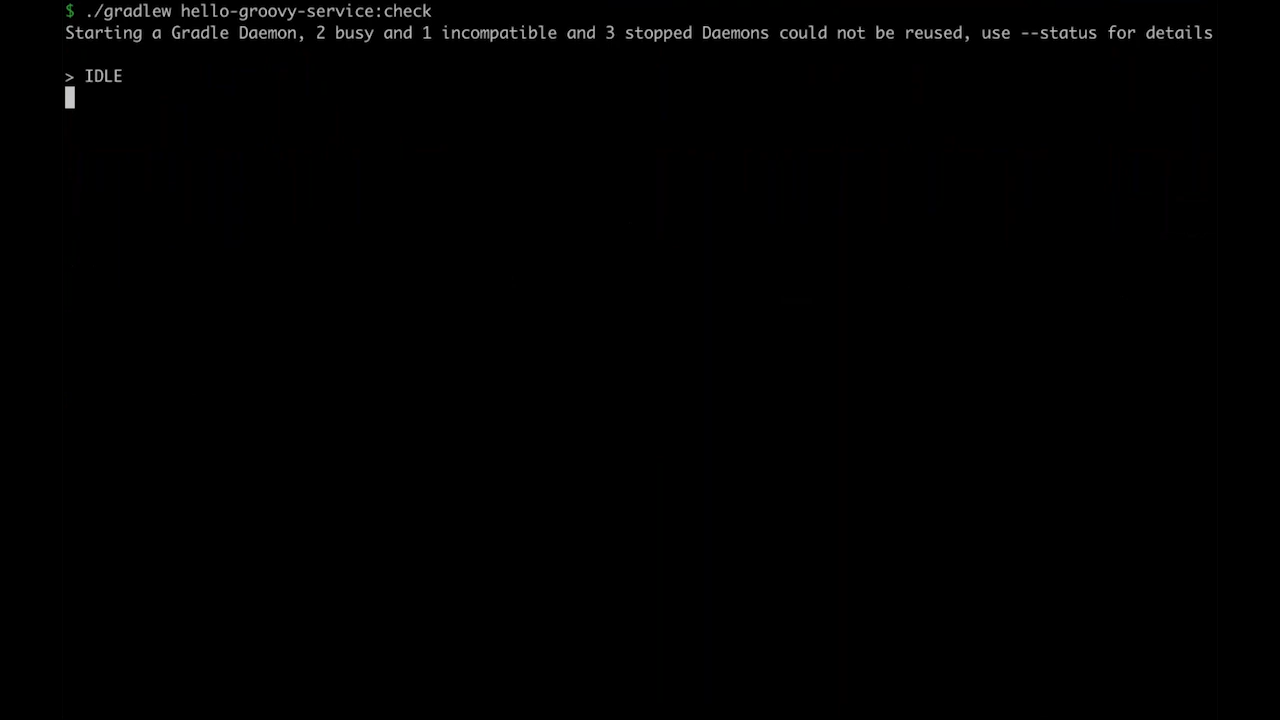 $ ./gradlew hello-groovy-service:check
Starting a Gradle Daemon, 2 busy and 1 incompatible and 3 stopped Daemons could not be reused, use --status for details
> IDLE